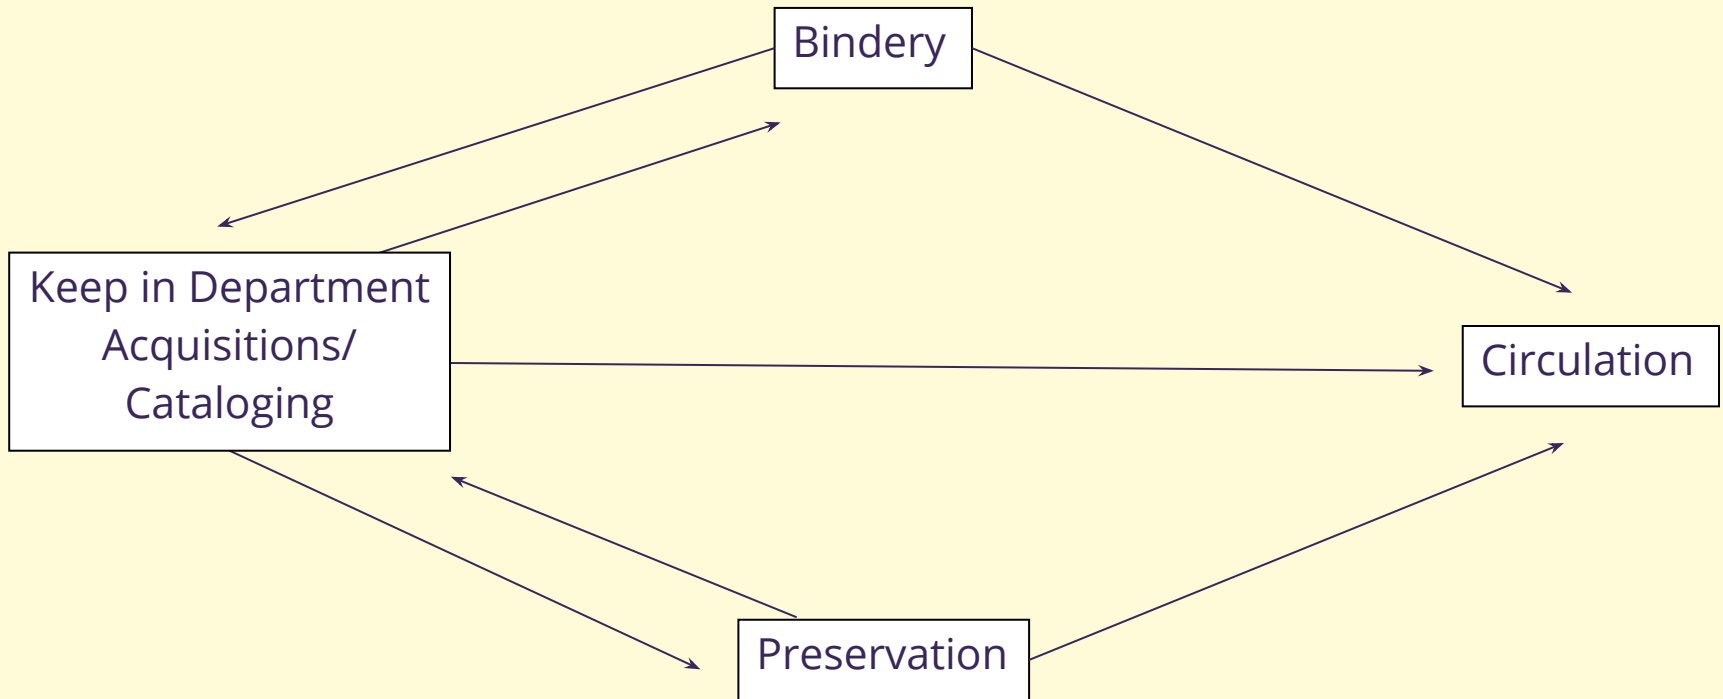 Bindery
Keep in Department
Acquisitions/
Cataloging
Circulation
Preservation